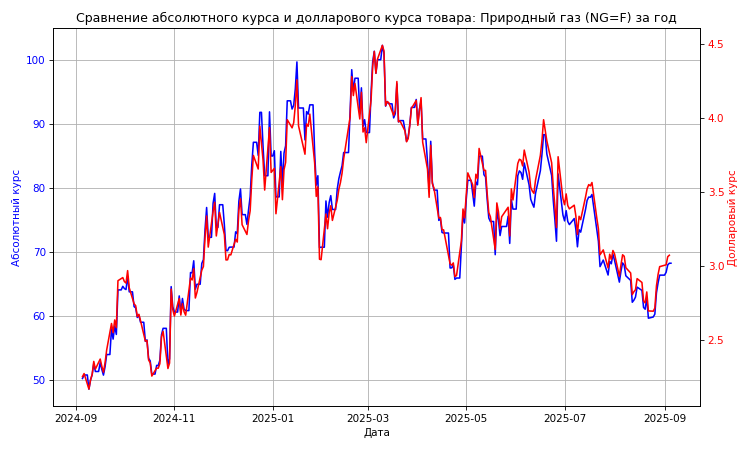 Сравнение абсолютного курса и долларового курса товара: Природный газ (NG=F) за год
100
90
80
70
60
50
4.5
4.0
3.5
3.0
2.5
Абсолютный курс
Долларовый курс
2024-09 2024-11 2025-01 2025-03 2025-05 2025-07 2025-09
Дата